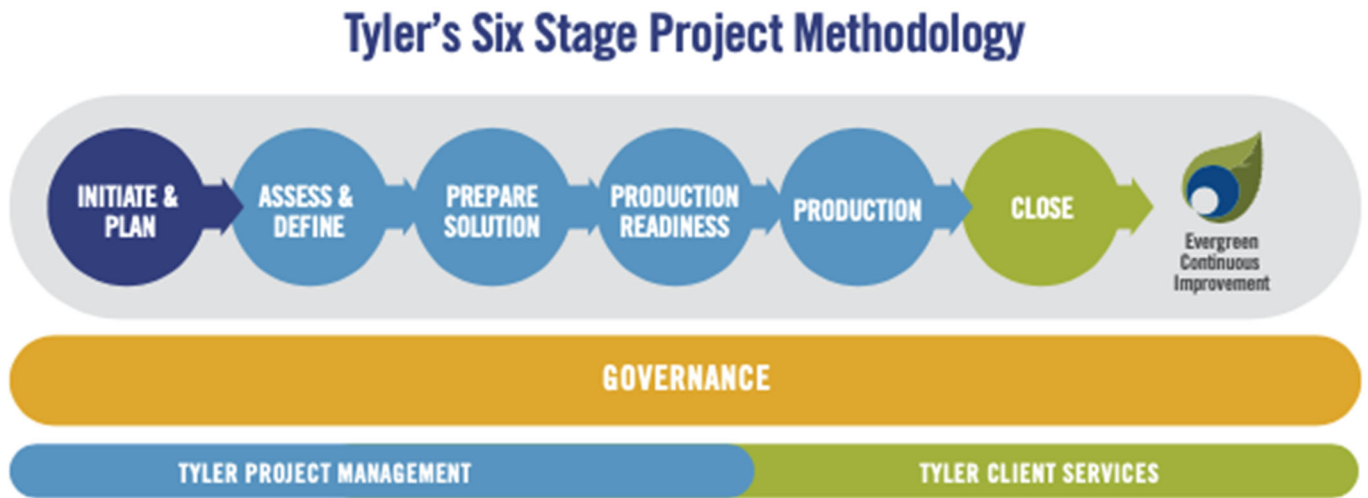 Tyler's Six Stage Project Methodology
INITIATE &
PLAN
ASSESS &
DEFINE
PREPARE
SOLUTION
PRODUCTION
READINESS
PRODUCTION
CLOSE
Evergreen
Continuous
Improvement
GOVERNANCE
TYLER PROJECT MANAGEMENT
TYLER CLIENT SERVICES